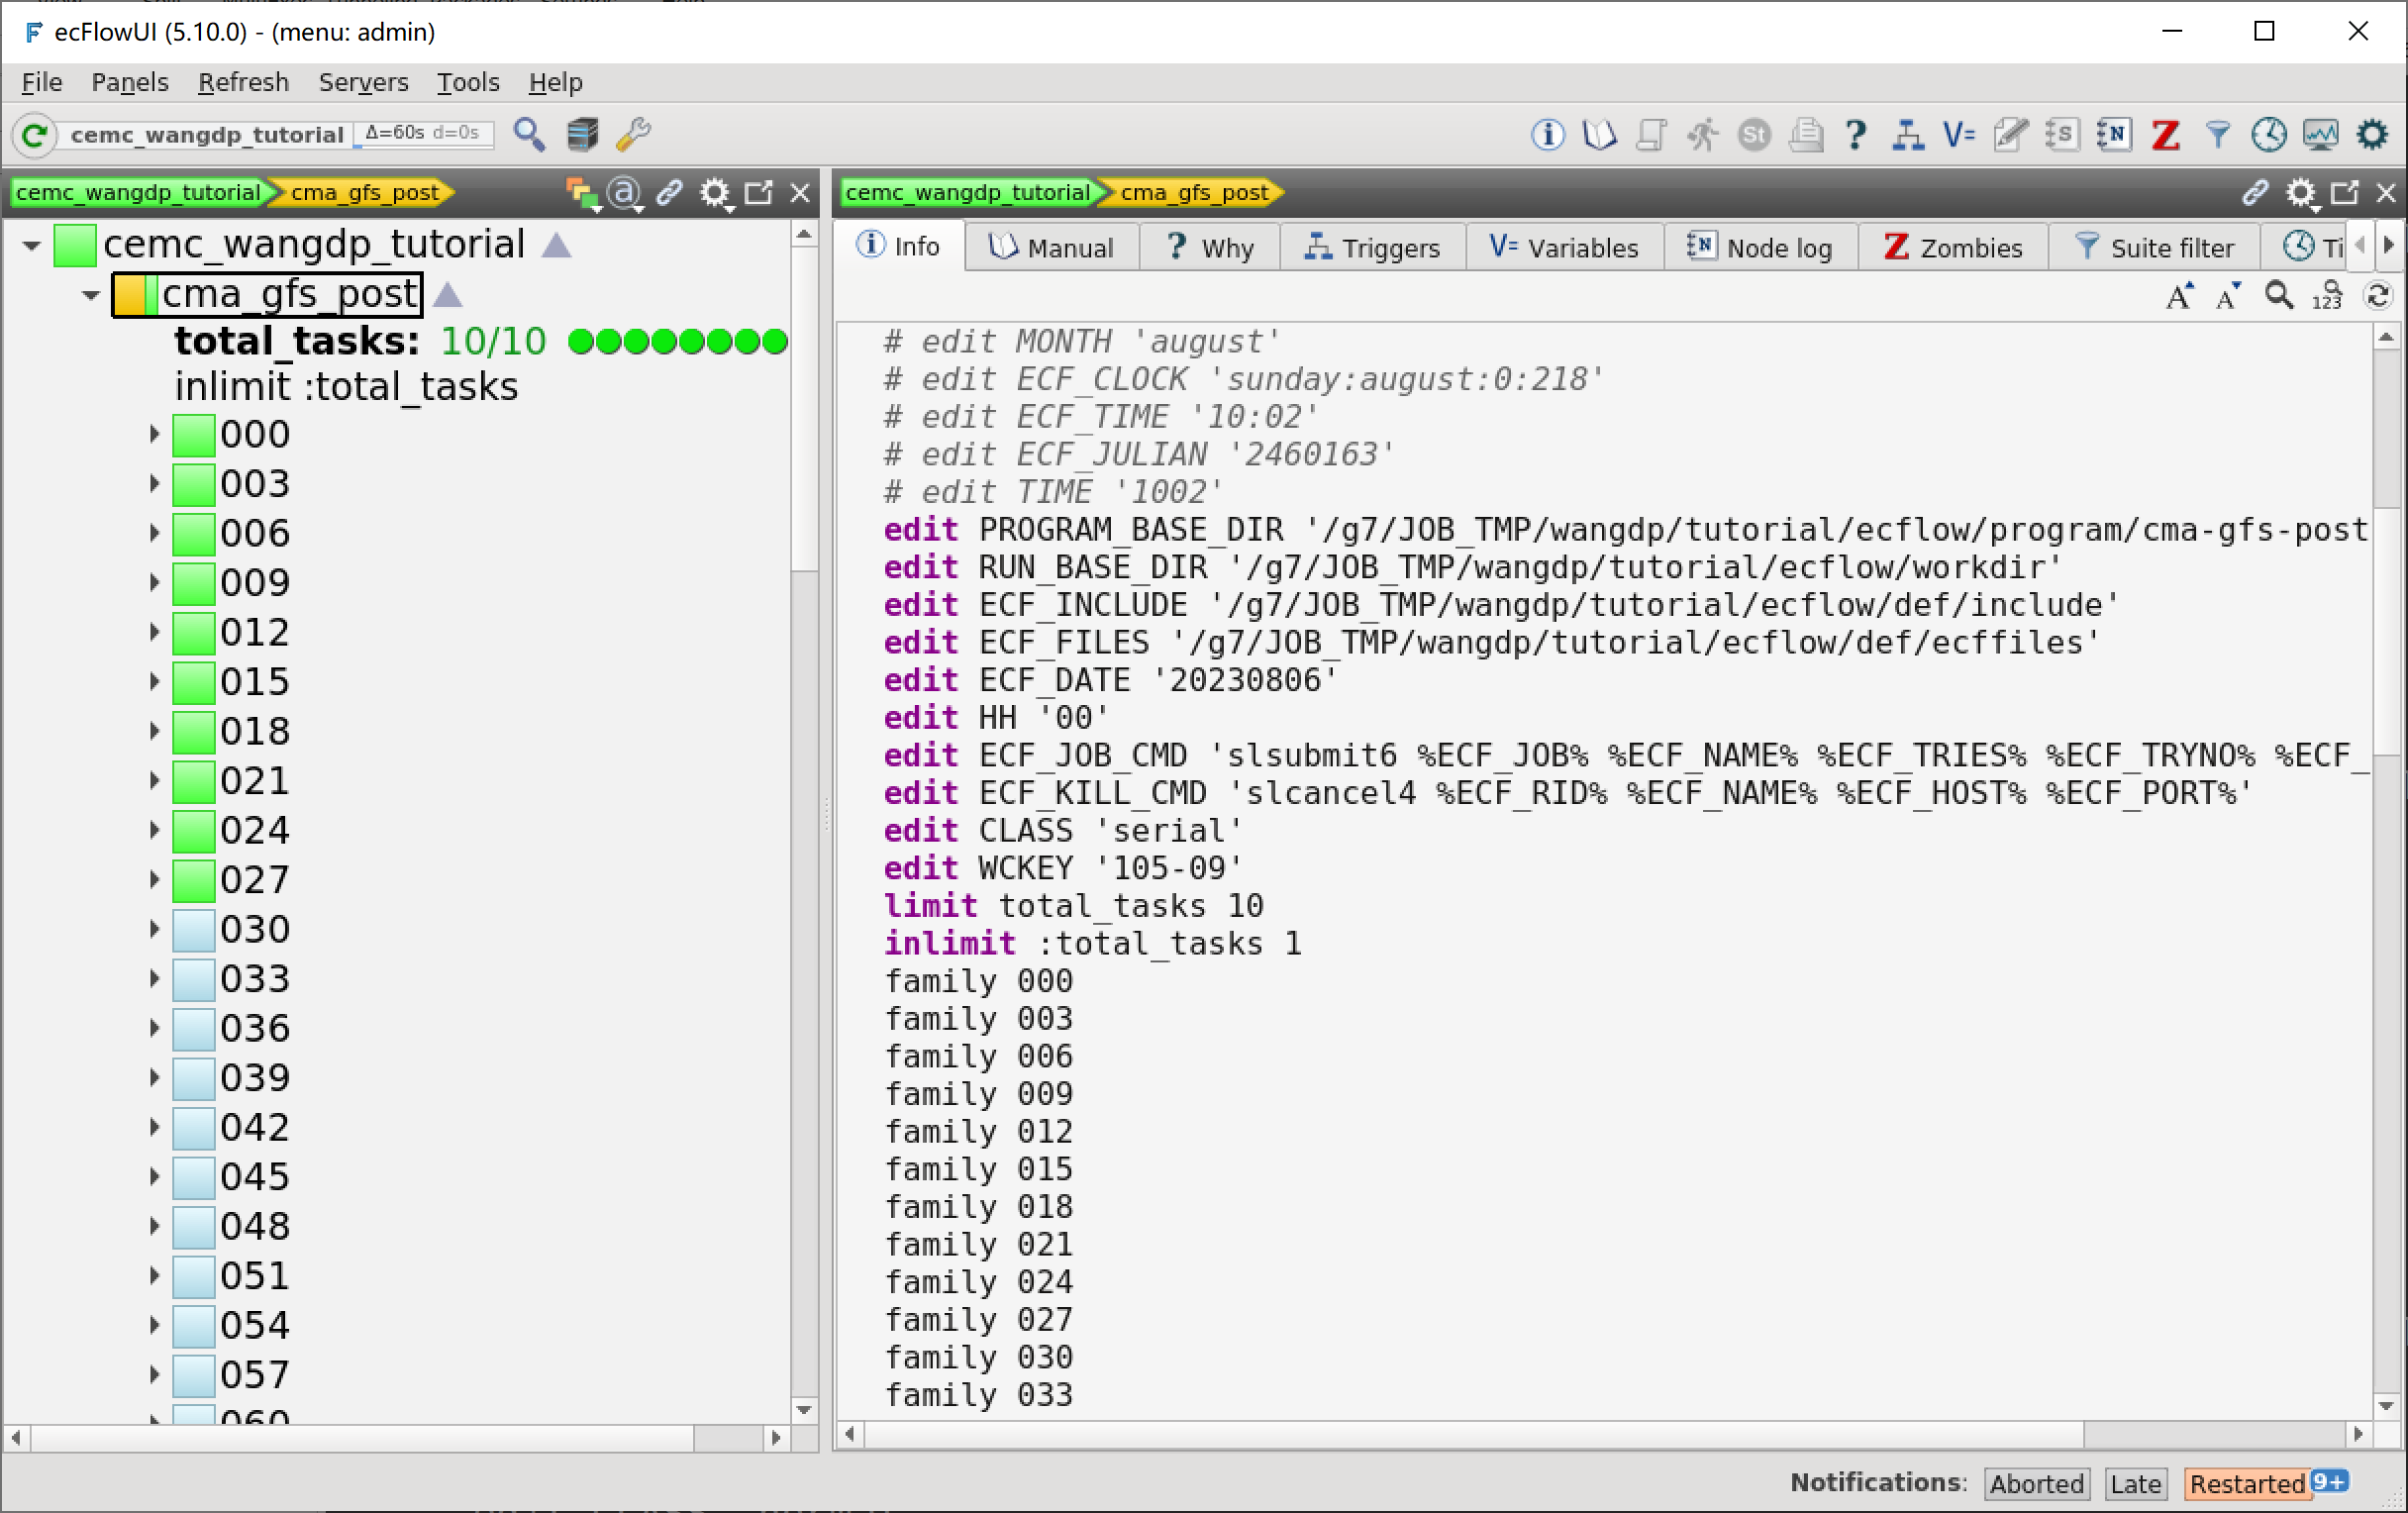 ecFlowUI (5.10.0) - (menu: admin)
File Panels Refresh Servers Tools Help
cemc_wangdp_tutorial Δ=60s d=0s
St ? V= S N Z
cemc_wangdp_tutorial cma_gfs_post
cemc_wangdp_tutorial
cma_gfs_post
total_tasks: 10/10
inlimit :total_tasks
000
003
006
009
012
015
018
021
024
027
030
033
036
039
042
045
048
051
054
057
060
cemc_wangdp_tutorial cma_gfs_post
Info Manual ? Why Triggers V= Variables N Node log Z Zombies Suite filter Ti
A A 123
# edit MONTH 'august'
# edit ECF_CLOCK 'sunday:august:0:218'
# edit ECF_TIME '10:02'
# edit ECF_JULIAN '2460163'
# edit TIME '1002'
edit PROGRAM_BASE_DIR '/g7/JOB_TMP/wangdp/tutorial/ecflow/program/cma-gfs-post
edit RUN_BASE_DIR '/g7/JOB_TMP/wangdp/tutorial/ecflow/workdir'
edit ECF_INCLUDE '/g7/JOB_TMP/wangdp/tutorial/ecflow/def/include'
edit ECF_FILES '/g7/JOB_TMP/wangdp/tutorial/ecflow/def/ecffiles'
edit ECF_DATE '20230806'
edit HH '00'
edit ECF_JOB_CMD 'slsubmit6 %ECF_JOB% %ECF_NAME% %ECF_TRIES% %ECF_TRYNO% %ECF_
edit ECF_KILL_CMD 'slcancel4 %ECF_RID% %ECF_NAME% %ECF_HOST% %ECF_PORT%'
edit CLASS 'serial'
edit WCKEY '105-09'
limit total_tasks 10
inlimit :total_tasks 1
family 000
family 003
family 006
family 009
family 012
family 015
family 018
family 021
family 024
family 027
family 030
family 033
Notifications: Aborted Late Restarted 9+